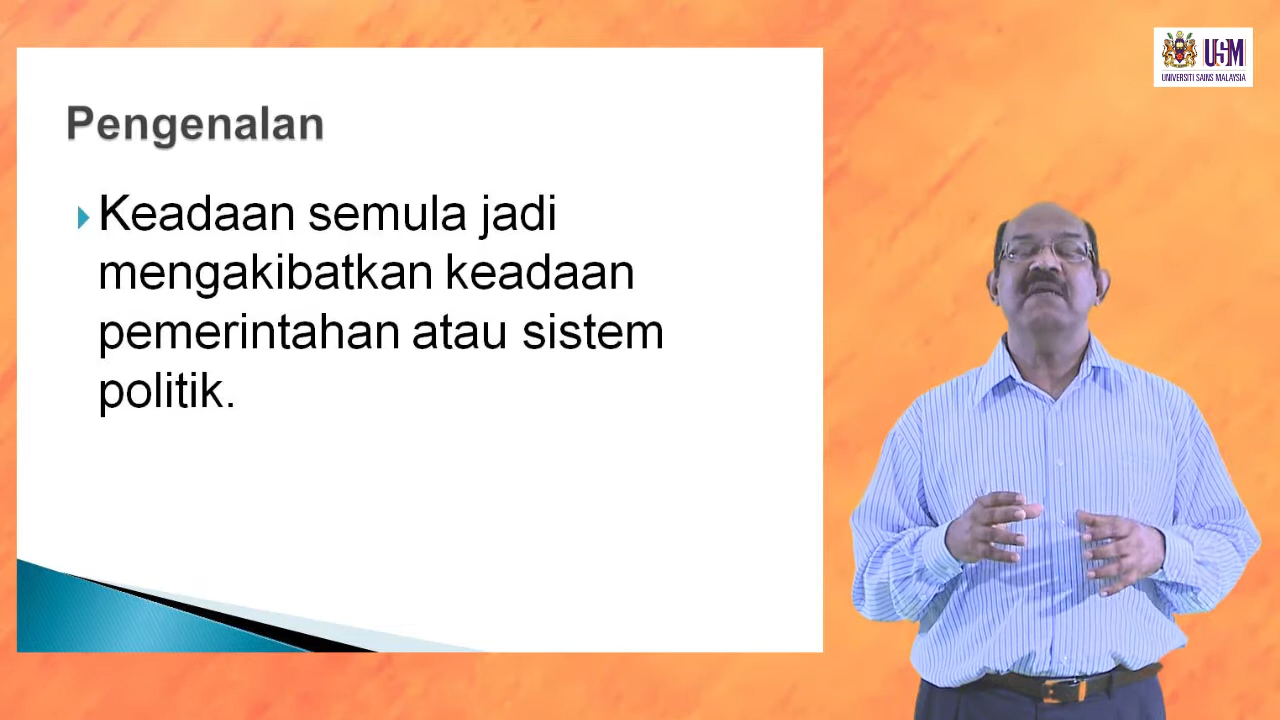 USM
UNIVERSITI SAINS MALAYSIA
Pengenalan
Keadaan semula jadi
mengakibatkan keadaan
pemerintahan atau sistem
politik.